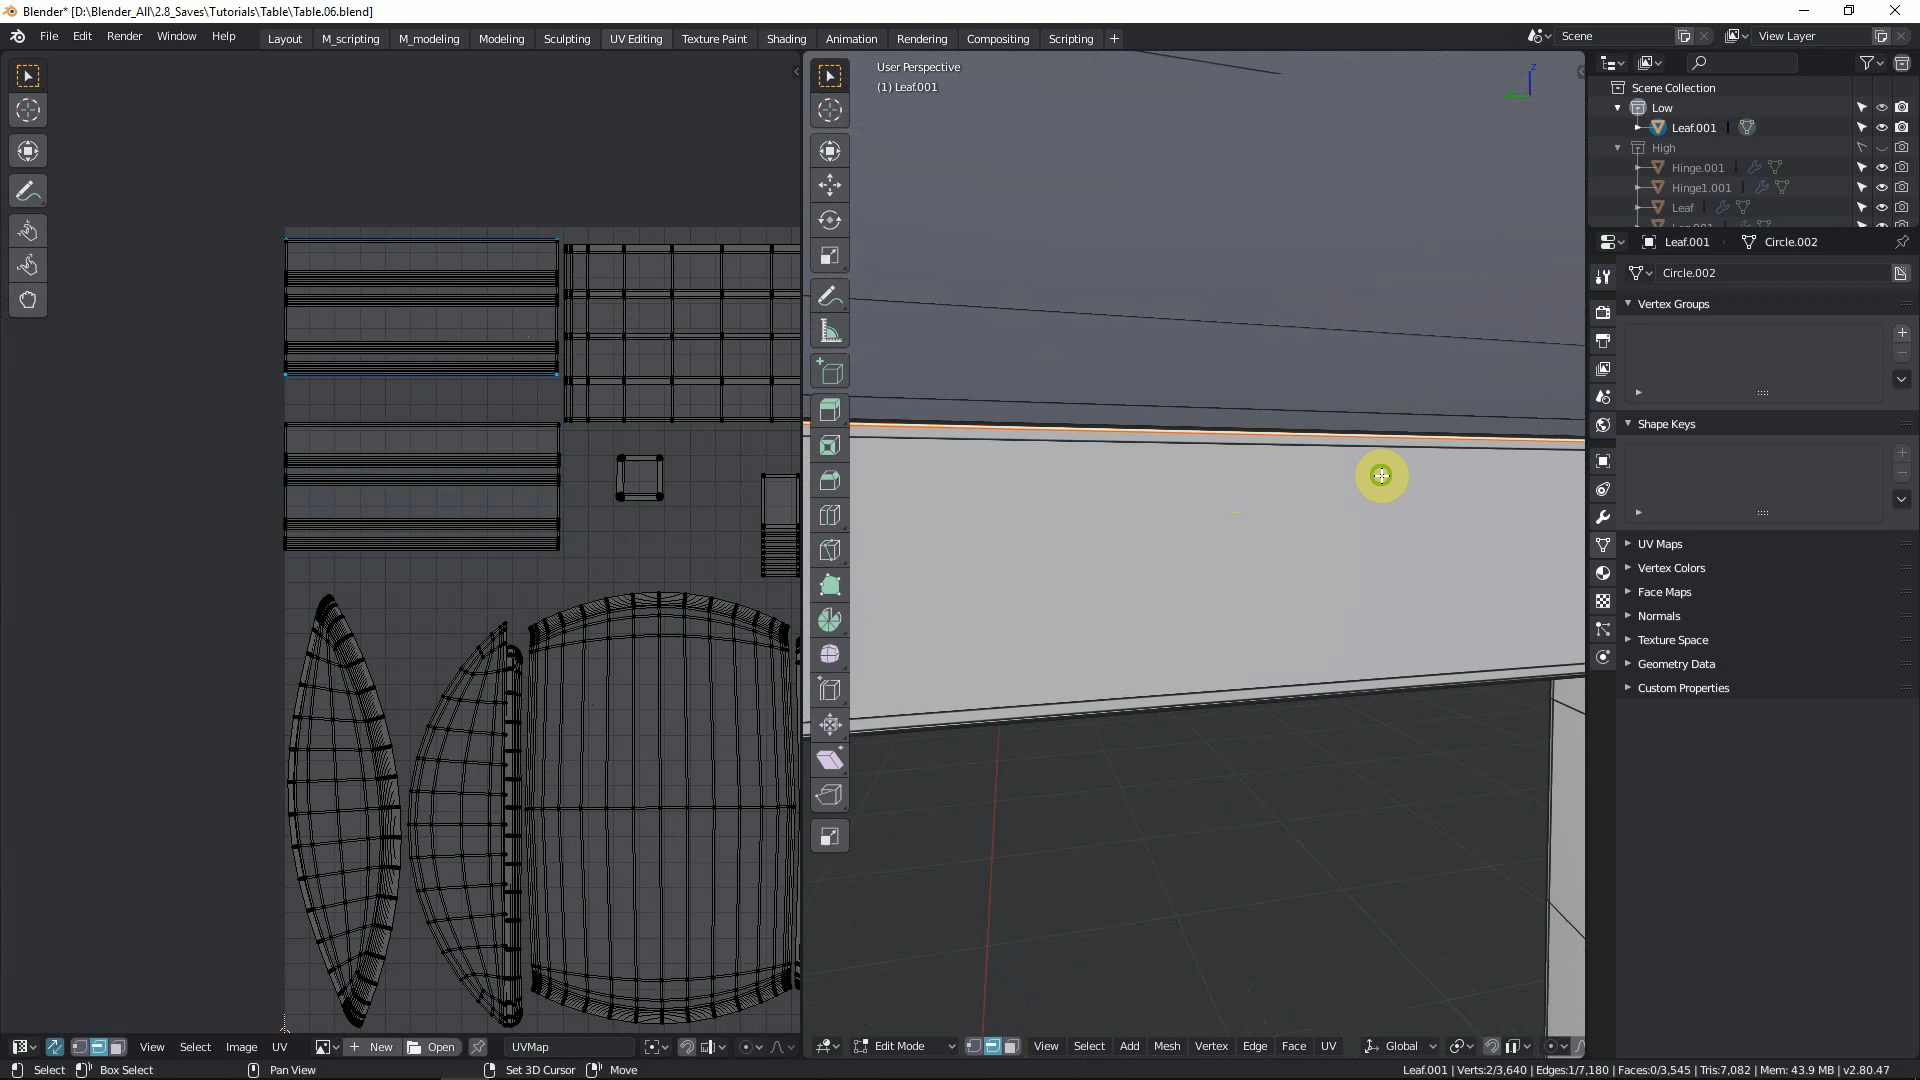 Blender* [D:\Blender_All\2.8_Saves\Tutorials\Table\Table.06.blend]
File Edit Render Window Help Layout M_scripting M_modeling Modeling Sculpting UV Editing Texture Paint Shading Animation Rendering Compositing Scripting + Scene View Layer
User Perspective
(1) Leaf.001
Z
Scene Collection
Low
Leaf.001
High
Hinge.001
Hinge1.001
Leaf
Leaf.001 Circle.002
Circle.002
Vertex Groups
Shape Keys
UV Maps
Vertex Colors
Face Maps
Normals
Texture Space
Geometry Data
Custom Properties
View Select Image UV New Open UVMap Edit Mode View Select Add Mesh Vertex Edge Face UV Global
Select Box Select Pan View Set 3D Cursor Move Leaf.001 | Verts:2/3,640 | Edges:1/7,180 | Faces:0/3,545 | Tris:7,082 | Mem: 43.9 MB | v2.80.47